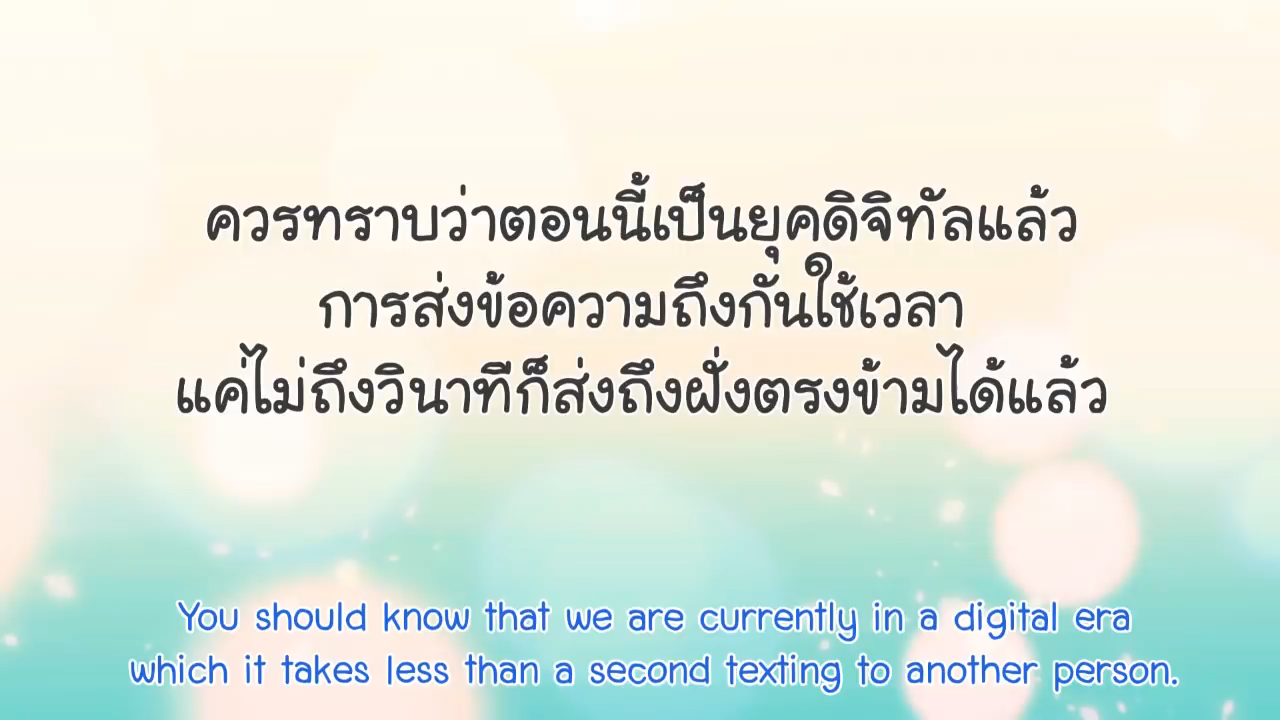 ควรทราบว่าตอนนี้เป็นยุคดิจิทัลแล้ว
การส่งข้อความถึงกันใช้เวลา
แค่ไม่ถึงวินาทีก็ส่งถึงฝั่งตรงข้ามได้แล้ว
You should know that we are currently in a digital era
which it takes less than a second texting to another person.